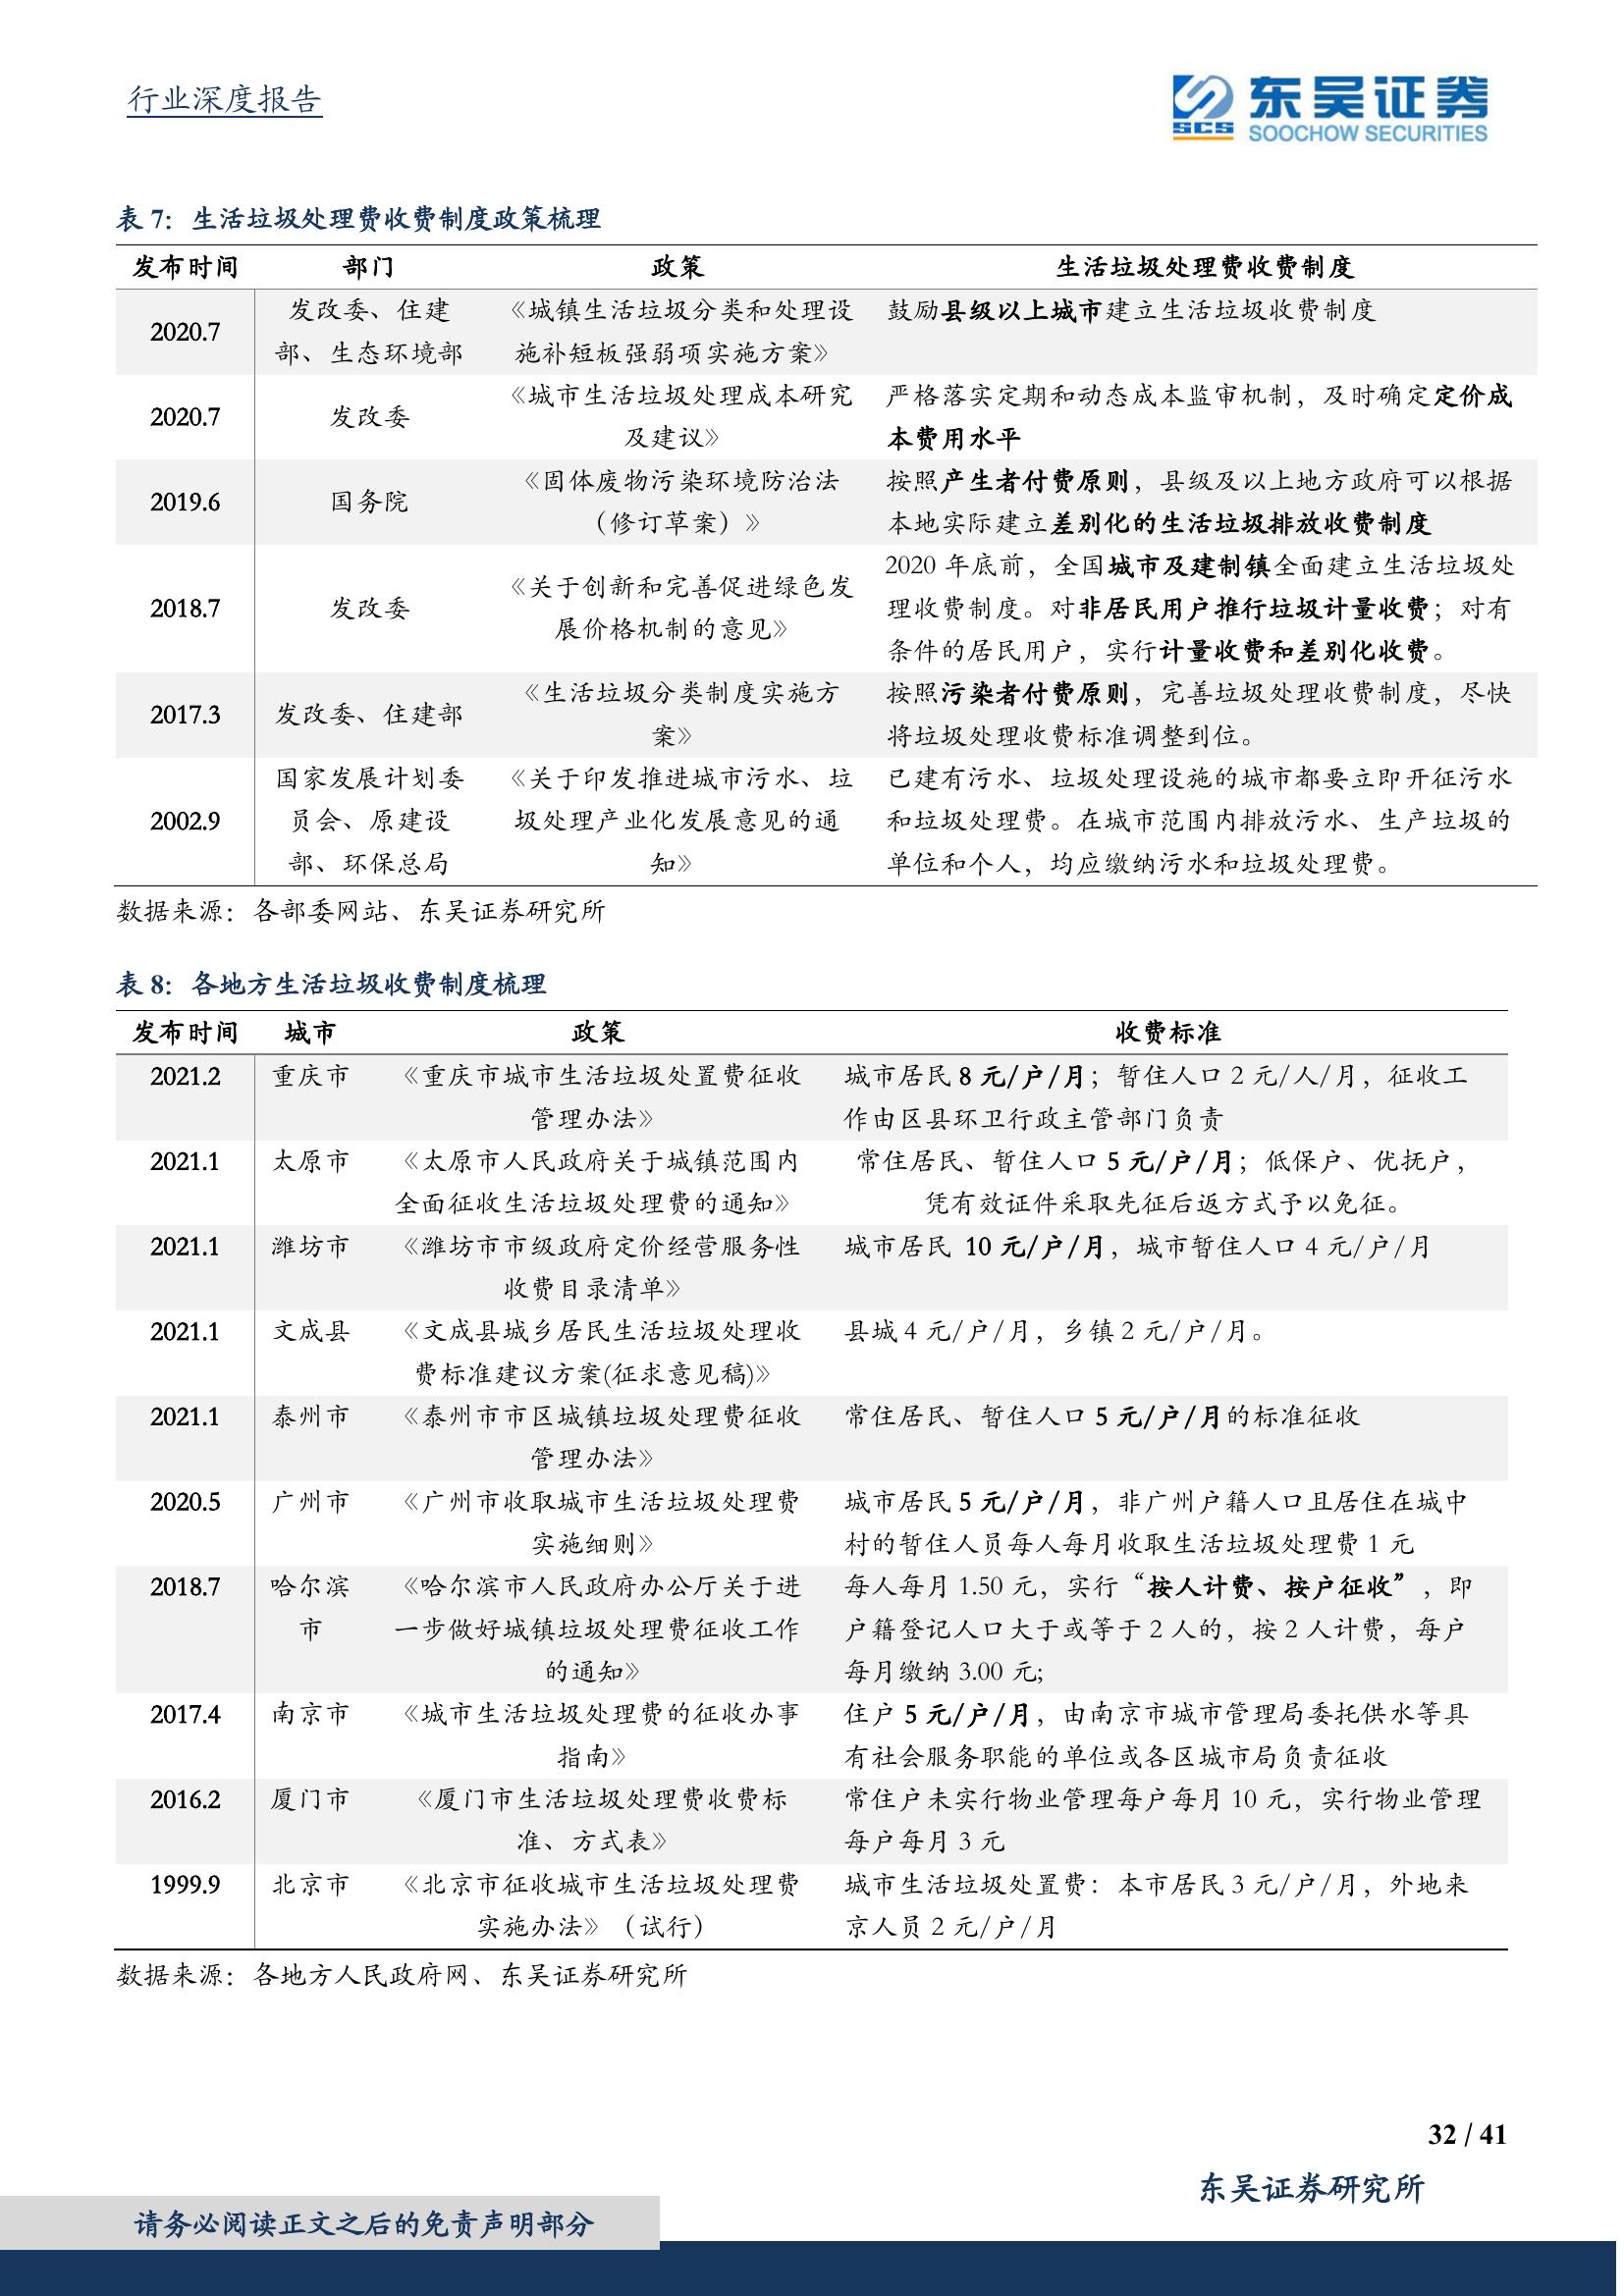 行业深度报告
SCS 东吴证券
SOOCHOW SECURITIES
表 7：生活垃圾处理费收费制度政策梳理
发布时间 部门 政策 生活垃圾处理费收费制度
2020.7 发改委、住建 《城镇生活垃圾分类和处理设 鼓励县级以上城市建立生活垃圾收费制度
部、生态环境部 施补短板强弱项实施方案》
2020.7 发改委 《城市生活垃圾处理成本研究 严格落实定期和动态成本监审机制，及时确定定价成
及建议》 本费用水平
2019.6 国务院 《固体废物污染环境防治法 按照产生者付费原则，县级及以上地方政府可以根据
（修订草案）》 本地实际建立差别化的生活垃圾排放收费制度
2020 年底前，全国城市及建制镇全面建立生活垃圾处
2018.7 发改委 《关于创新和完善促进绿色发 理收费制度。对非居民用户推行垃圾计量收费；对有
展价格机制的意见》 条件的居民用户，实行计量收费和差别化收费。
2017.3 发改委、住建部 《生活垃圾分类制度实施方 按照污染者付费原则，完善垃圾处理收费制度，尽快
案》 将垃圾处理收费标准调整到位。
国家发展计划委 《关于印发推进城市污水、垃 已建有污水、垃圾处理设施的城市都要立即开征污水
2002.9 员会、原建设 圾处理产业化发展意见的通 和垃圾处理费。在城市范围内排放污水、生产垃圾的
部、环保总局 知》 单位和个人，均应缴纳污水和垃圾处理费。
数据来源：各部委网站、东吴证券研究所
表 8：各地方生活垃圾收费制度梳理
发布时间 城市 政策 收费标准
2021.2 重庆市 《重庆市城市生活垃圾处置费征收 城市居民 8 元/户/月；暂住人口 2 元/人/月，征收工
管理办法》 作由区县环卫行政主管部门负责
2021.1 太原市 《太原市人民政府关于城镇范围内 常住居民、暂住人口 5 元/户/月；低保户、优抚户，
全面征收生活垃圾处理费的通知》 凭有效证件采取先征后返方式予以免征。
2021.1 潍坊市 《潍坊市市级政府定价经营服务性 城市居民 10 元/户/月，城市暂住人口 4 元/户/月
收费目录清单》
2021.1 文成县 《文成县城乡居民生活垃圾处理收 县城 4 元/户/月，乡镇 2 元/户/月。
费标准建议方案(征求意见稿)》
2021.1 泰州市 《泰州市市区城镇垃圾处理费征收 常住居民、暂住人口 5 元/户/月的标准征收
管理办法》
2020.5 广州市 《广州市收取城市生活垃圾处理费 城市居民 5 元/户/月，非广州户籍人口且居住在城中
实施细则》 村的暂住人员每人每月收取生活垃圾处理费 1 元
2018.7 哈尔滨 《哈尔滨市人民政府办公厅关于进 每人每月 1.50 元，实行“按人计费、按户征收”，即
市 一步做好城镇垃圾处理费征收工作 户籍登记人口大于或等于 2 人的，按 2 人计费，每户
的通知》 每月缴纳 3.00 元;
2017.4 南京市 《城市生活垃圾处理费的征收办事 住户 5 元/户/月，由南京市城市管理局委托供水等具
指南》 有社会服务职能的单位或各区城市局负责征收
2016.2 厦门市 《厦门市生活垃圾处理费收费标 常住户未实行物业管理每户每月 10 元，实行物业管理
准、方式表》 每户每月 3 元
1999.9 北京市 《北京市征收城市生活垃圾处理费 城市生活垃圾处置费：本市居民 3 元/户/月，外地来
实施办法》（试行） 京人员 2 元/户/月
数据来源：各地方人民政府网、东吴证券研究所
32 / 41
东吴证券研究所
请务必阅读正文之后的免责声明部分